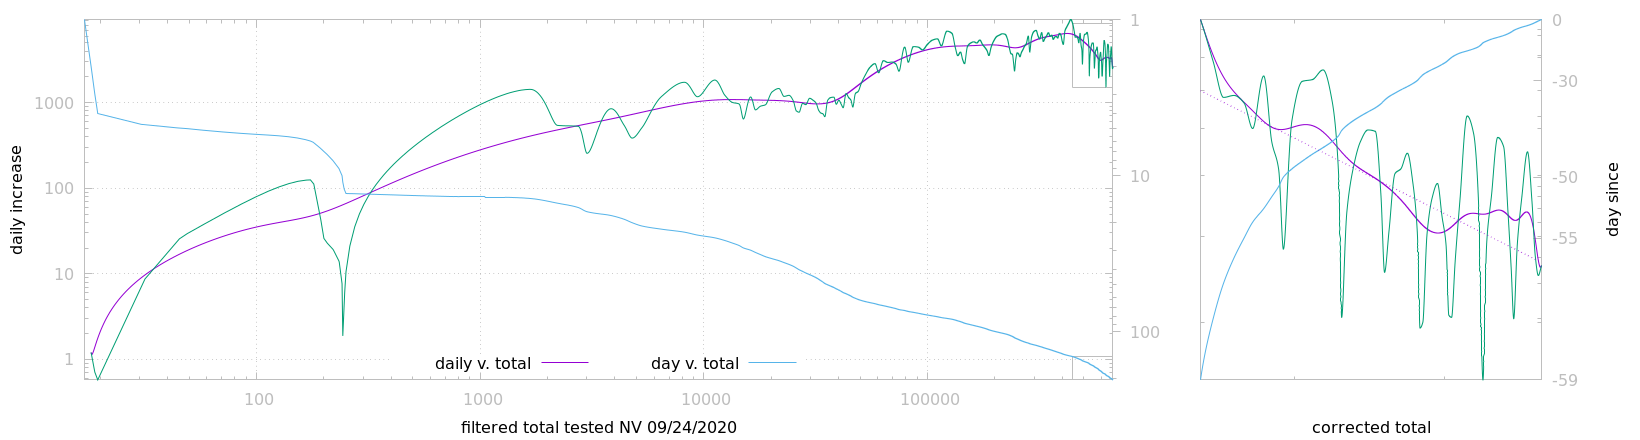 daily increase
1000
100
10
1
100
1000
10000
100000
filtered total tested NV 09/24/2020
daily v. total
day v. total
1
10
100
0
-30
-50
-55
-59
day since
corrected total